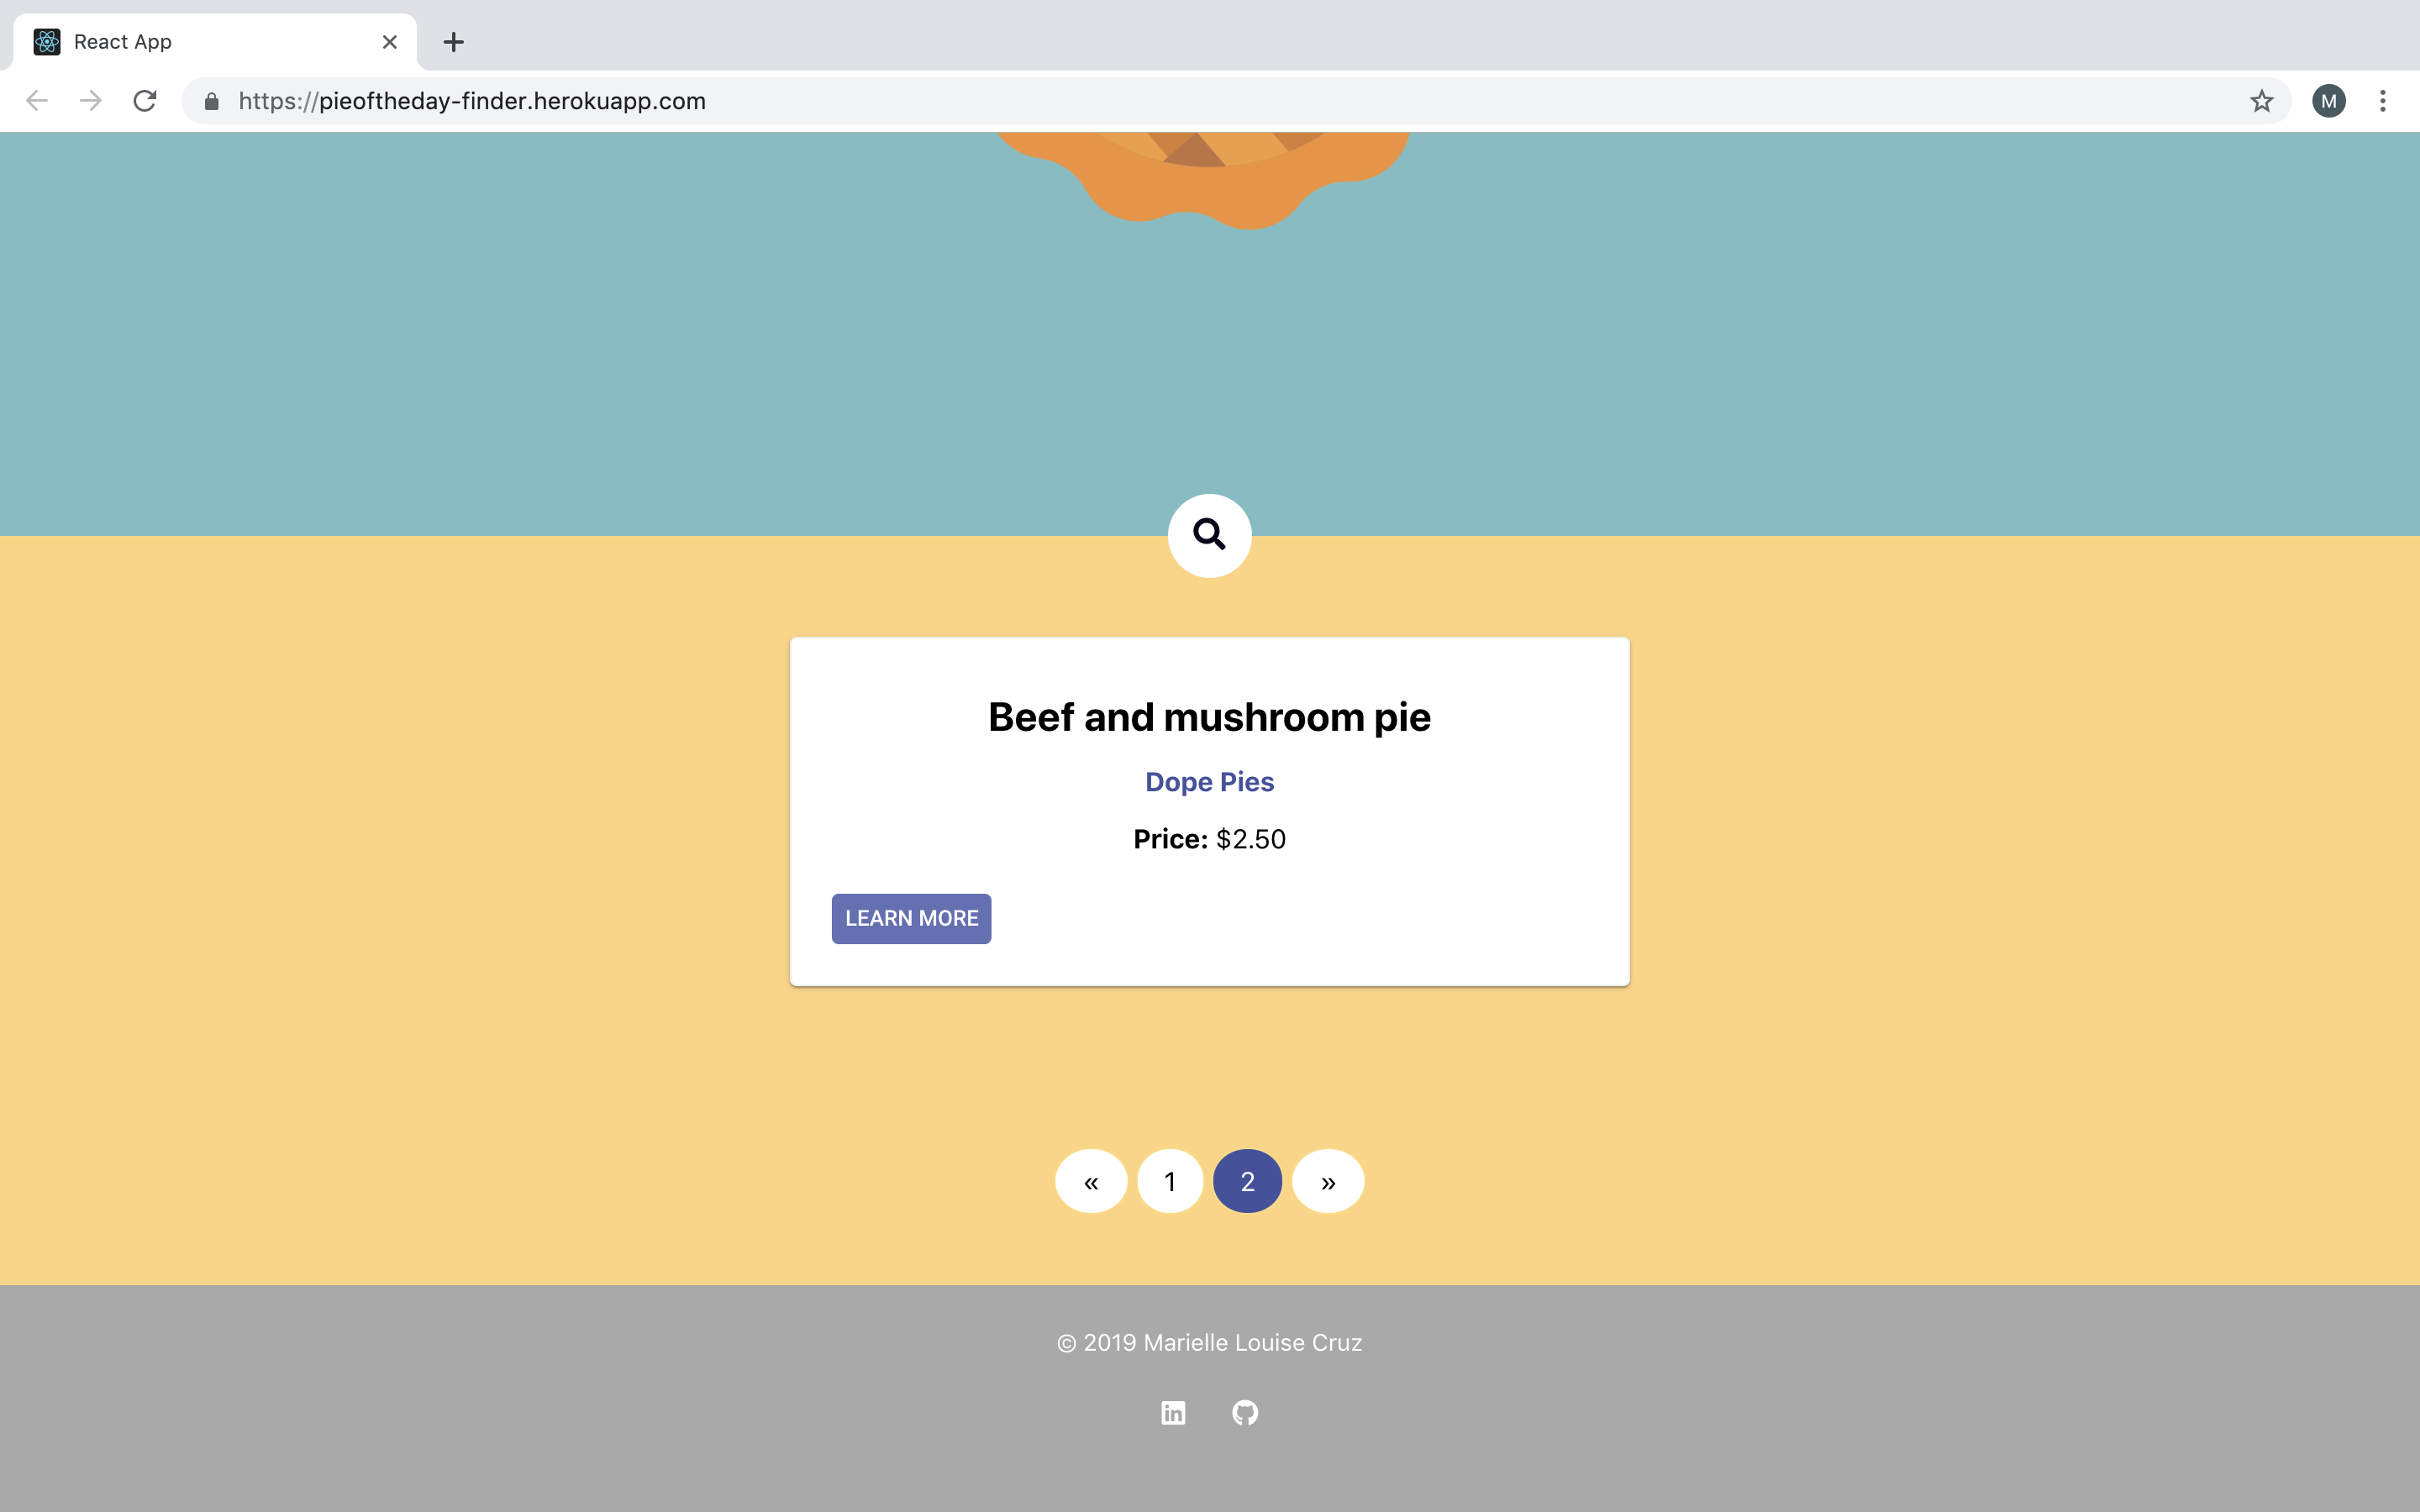 React App
https://pieoftheday-finder.herokuapp.com
M
Beef and mushroom pie
Dope Pies
Price: $2.50
LEARN MORE
« 1 2 »
© 2019 Marielle Louise Cruz
in